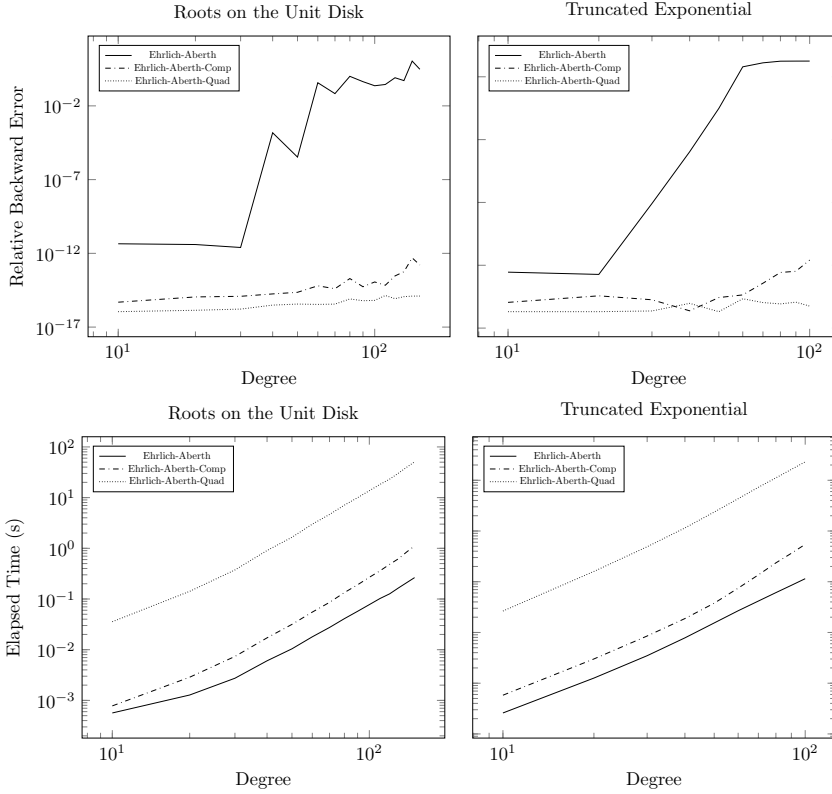 Roots on the Unit Disk
Truncated Exponential
Ehrlich-Aberth
Ehrlich-Aberth-Comp
Ehrlich-Aberth-Quad
Ehrlich-Aberth
Ehrlich-Aberth-Comp
Ehrlich-Aberth-Quad
Relative Backward Error
10^{-2}
10^{-7}
10^{-12}
10^{-17}
10^1
10^2
10^1
10^2
Degree
Degree
Roots on the Unit Disk
Truncated Exponential
Ehrlich-Aberth
Ehrlich-Aberth-Comp
Ehrlich-Aberth-Quad
Ehrlich-Aberth
Ehrlich-Aberth-Comp
Ehrlich-Aberth-Quad
Elapsed Time (s)
10^2
10^1
10^0
10^{-1}
10^{-2}
10^{-3}
10^1
10^2
10^1
10^2
Degree
Degree